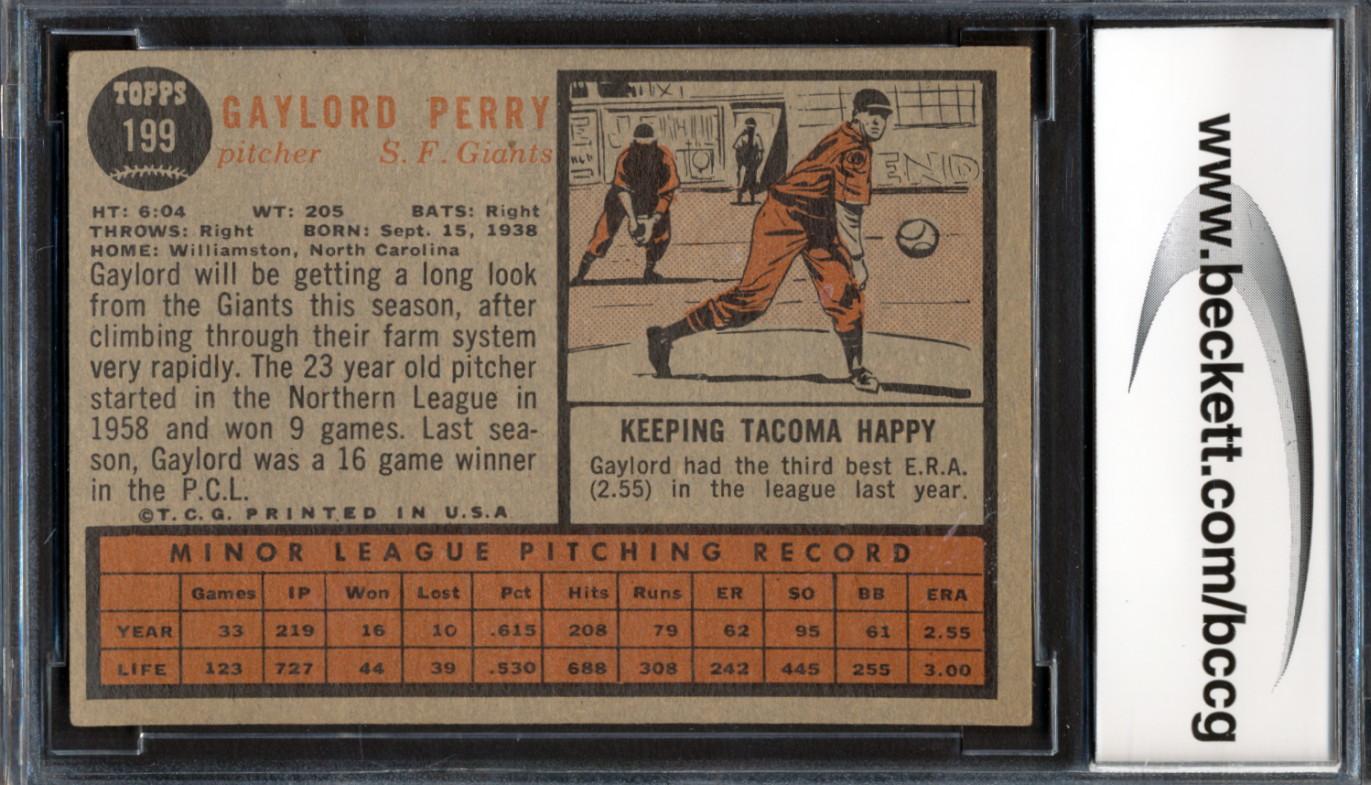 TOPPS
199
GAYLORD PERRY
pitcher S. F. Giants
HT: 6:04 WT: 205 BATS: Right
THROWS: Right BORN: Sept. 15, 1938
HOME: Williamston, North Carolina
Gaylord will be getting a long look
from the Giants this season, after
climbing through their farm system
very rapidly. The 23 year old pitcher
started in the Northern League in
1958 and won 9 games. Last sea-
son, Gaylord was a 16 game winner
in the P.C.L.
©T.C.G. PRINTED IN U.S.A
END
KEEPING TACOMA HAPPY
Gaylord had the third best E.R.A.
(2.55) in the league last year.
MINOR LEAGUE PITCHING RECORD
Games IP Won Lost Pct Hits Runs ER SO BB ERA
YEAR 33 219 16 10 .615 208 79 62 95 61 2.55
LIFE 123 727 44 39 .530 688 308 242 445 255 3.00
www.beckett.com/bccg